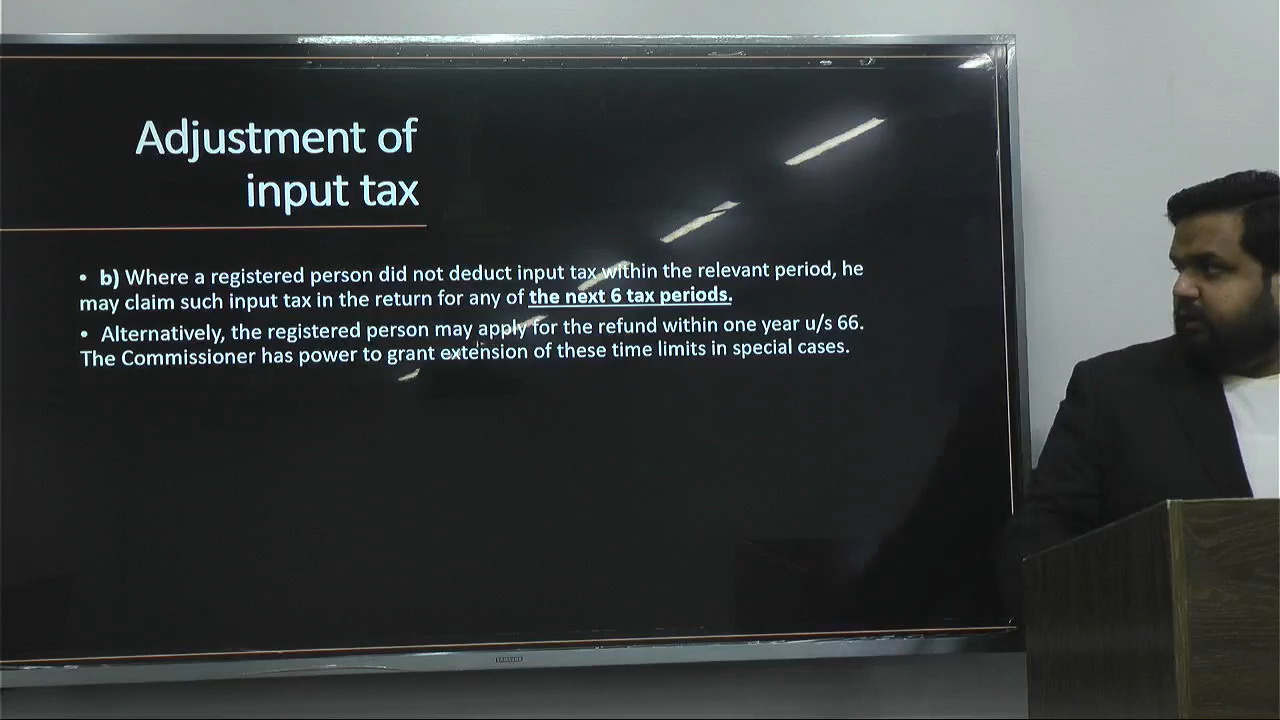 Adjustment of
input tax
• b) Where a registered person did not deduct input tax within the relevant period, he
may claim such input tax in the return for any of the next 6 tax periods.
• Alternatively, the registered person may apply for the refund within one year u/s 66.
The Commissioner has power to grant extension of these time limits in special cases.
SAMSUNG